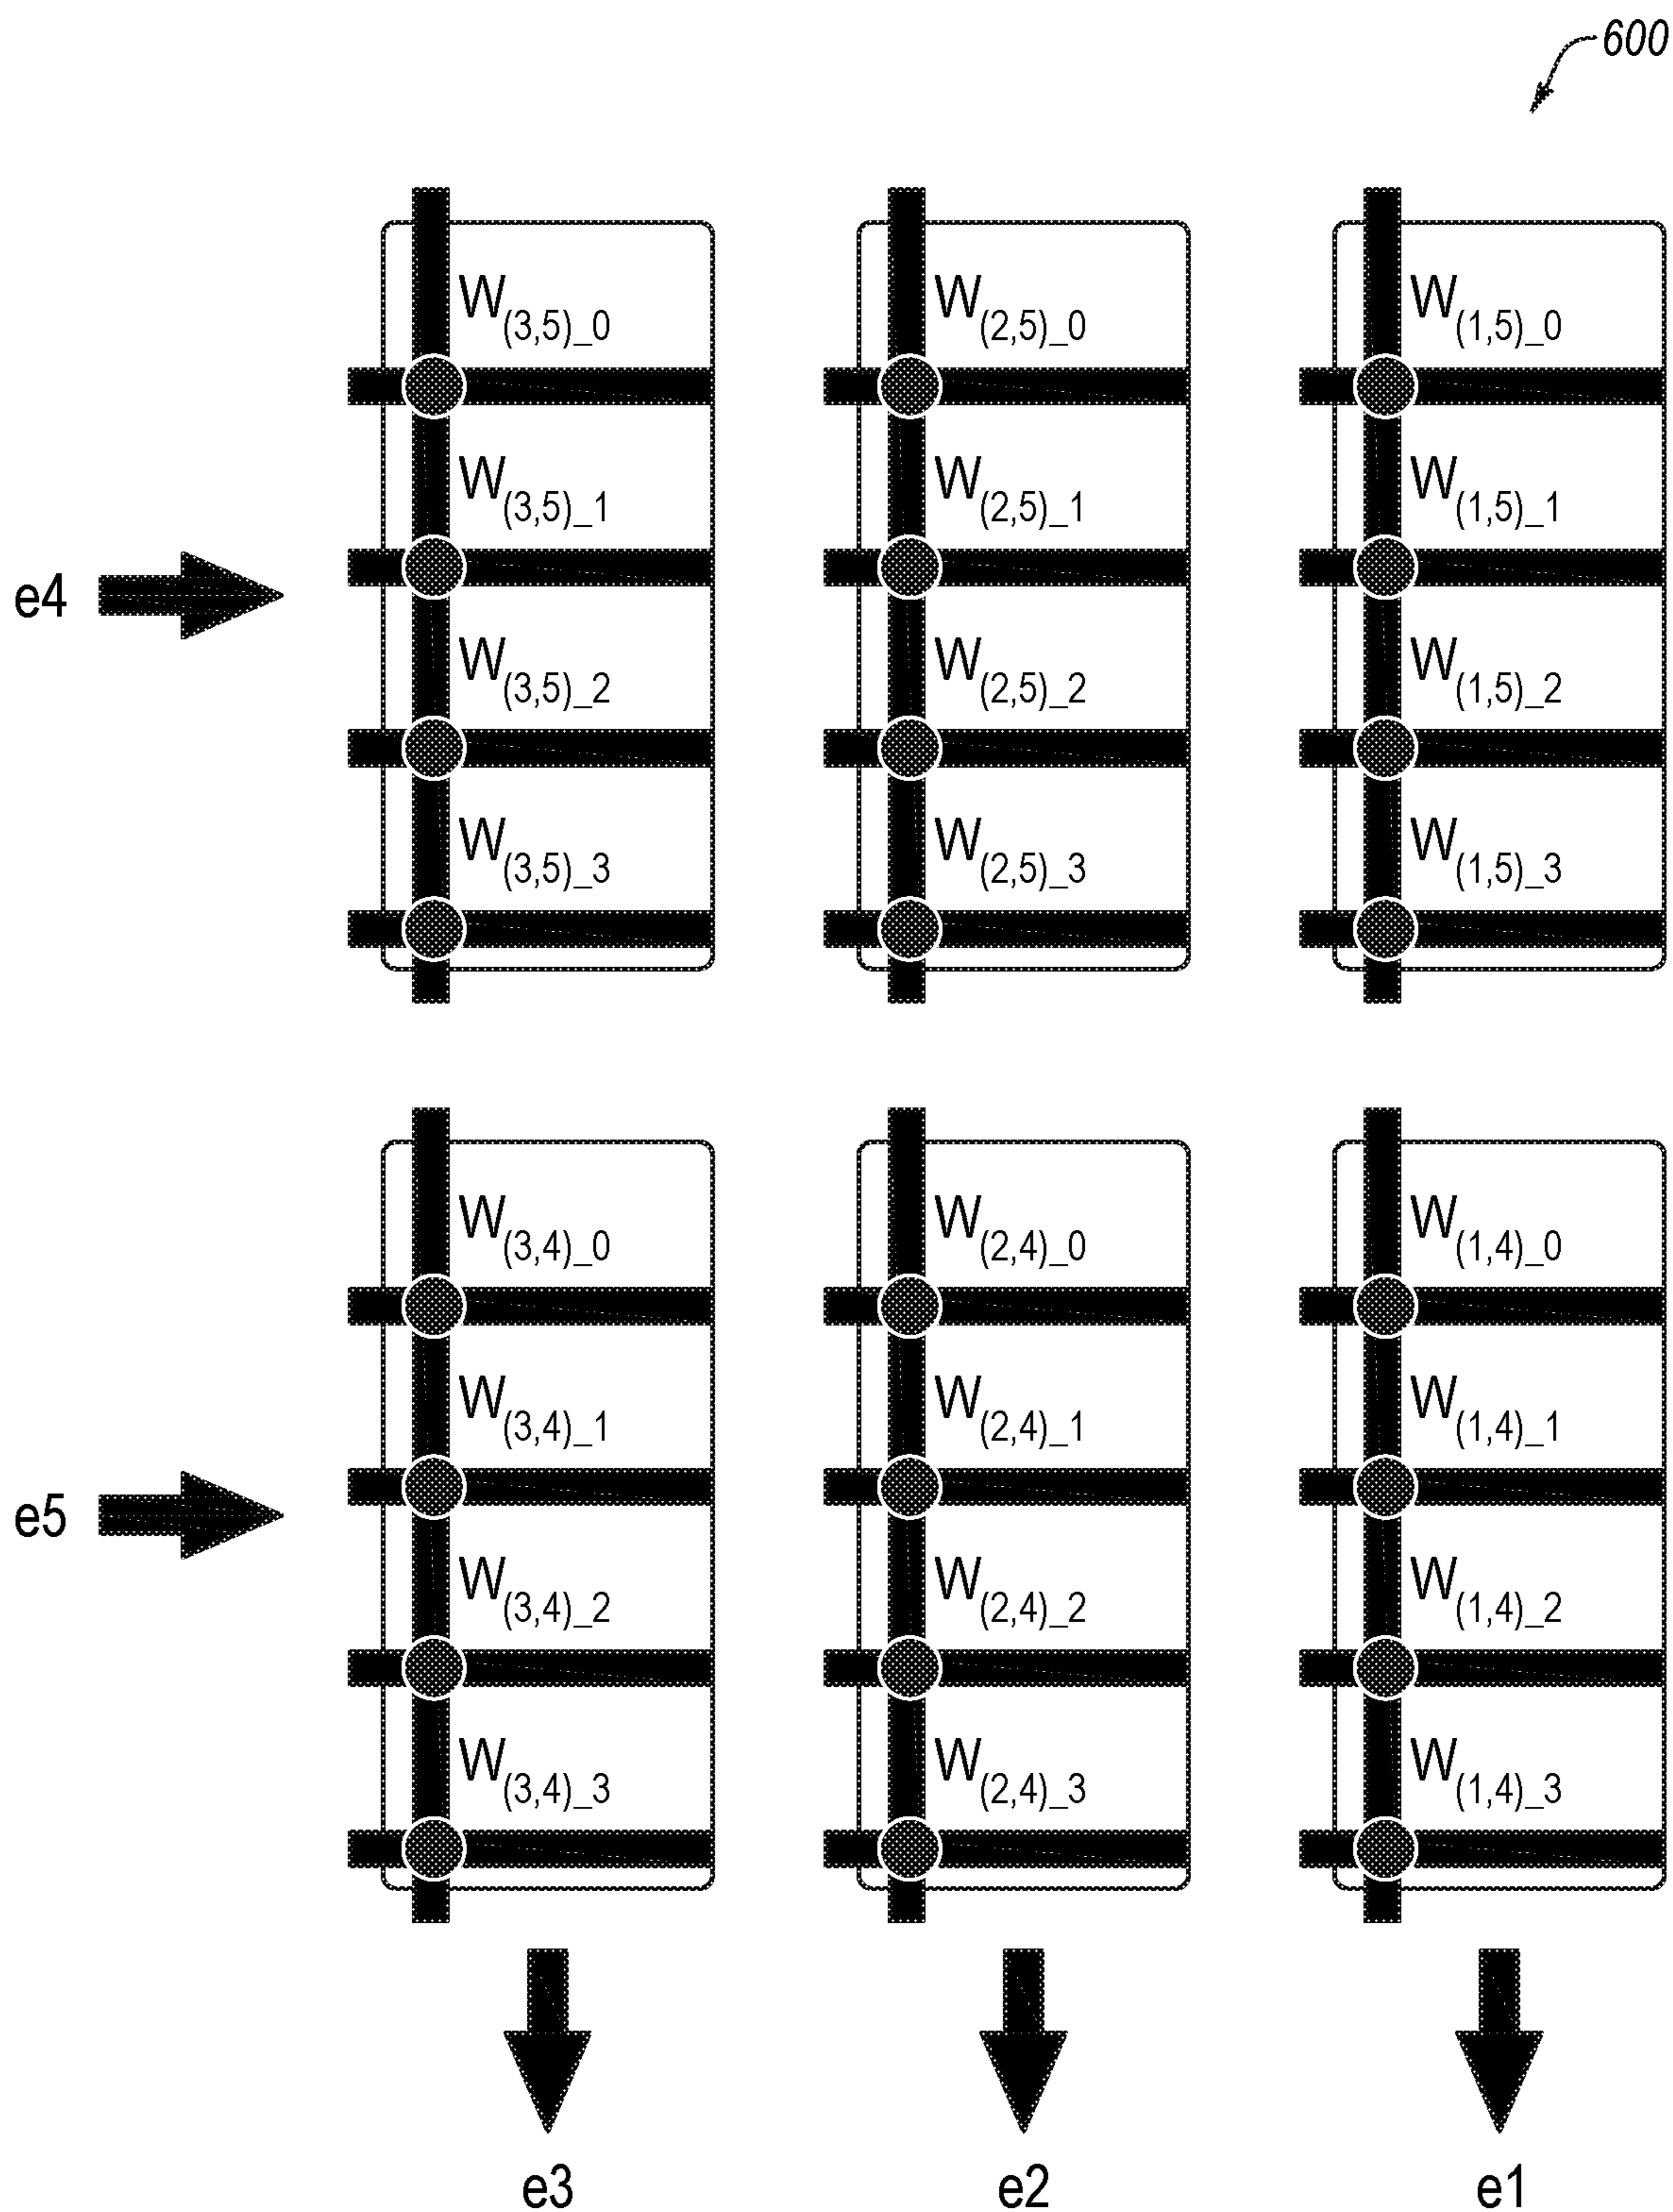 600
W(3,5)_0 W(2,5)_0 W(1,5)_0
W(3,5)_1 W(2,5)_1 W(1,5)_1
e4
W(3,5)_2 W(2,5)_2 W(1,5)_2
W(3,5)_3 W(2,5)_3 W(1,5)_3
W(3,4)_0 W(2,4)_0 W(1,4)_0
W(3,4)_1 W(2,4)_1 W(1,4)_1
e5
W(3,4)_2 W(2,4)_2 W(1,4)_2
W(3,4)_3 W(2,4)_3 W(1,4)_3
e3 e2 e1